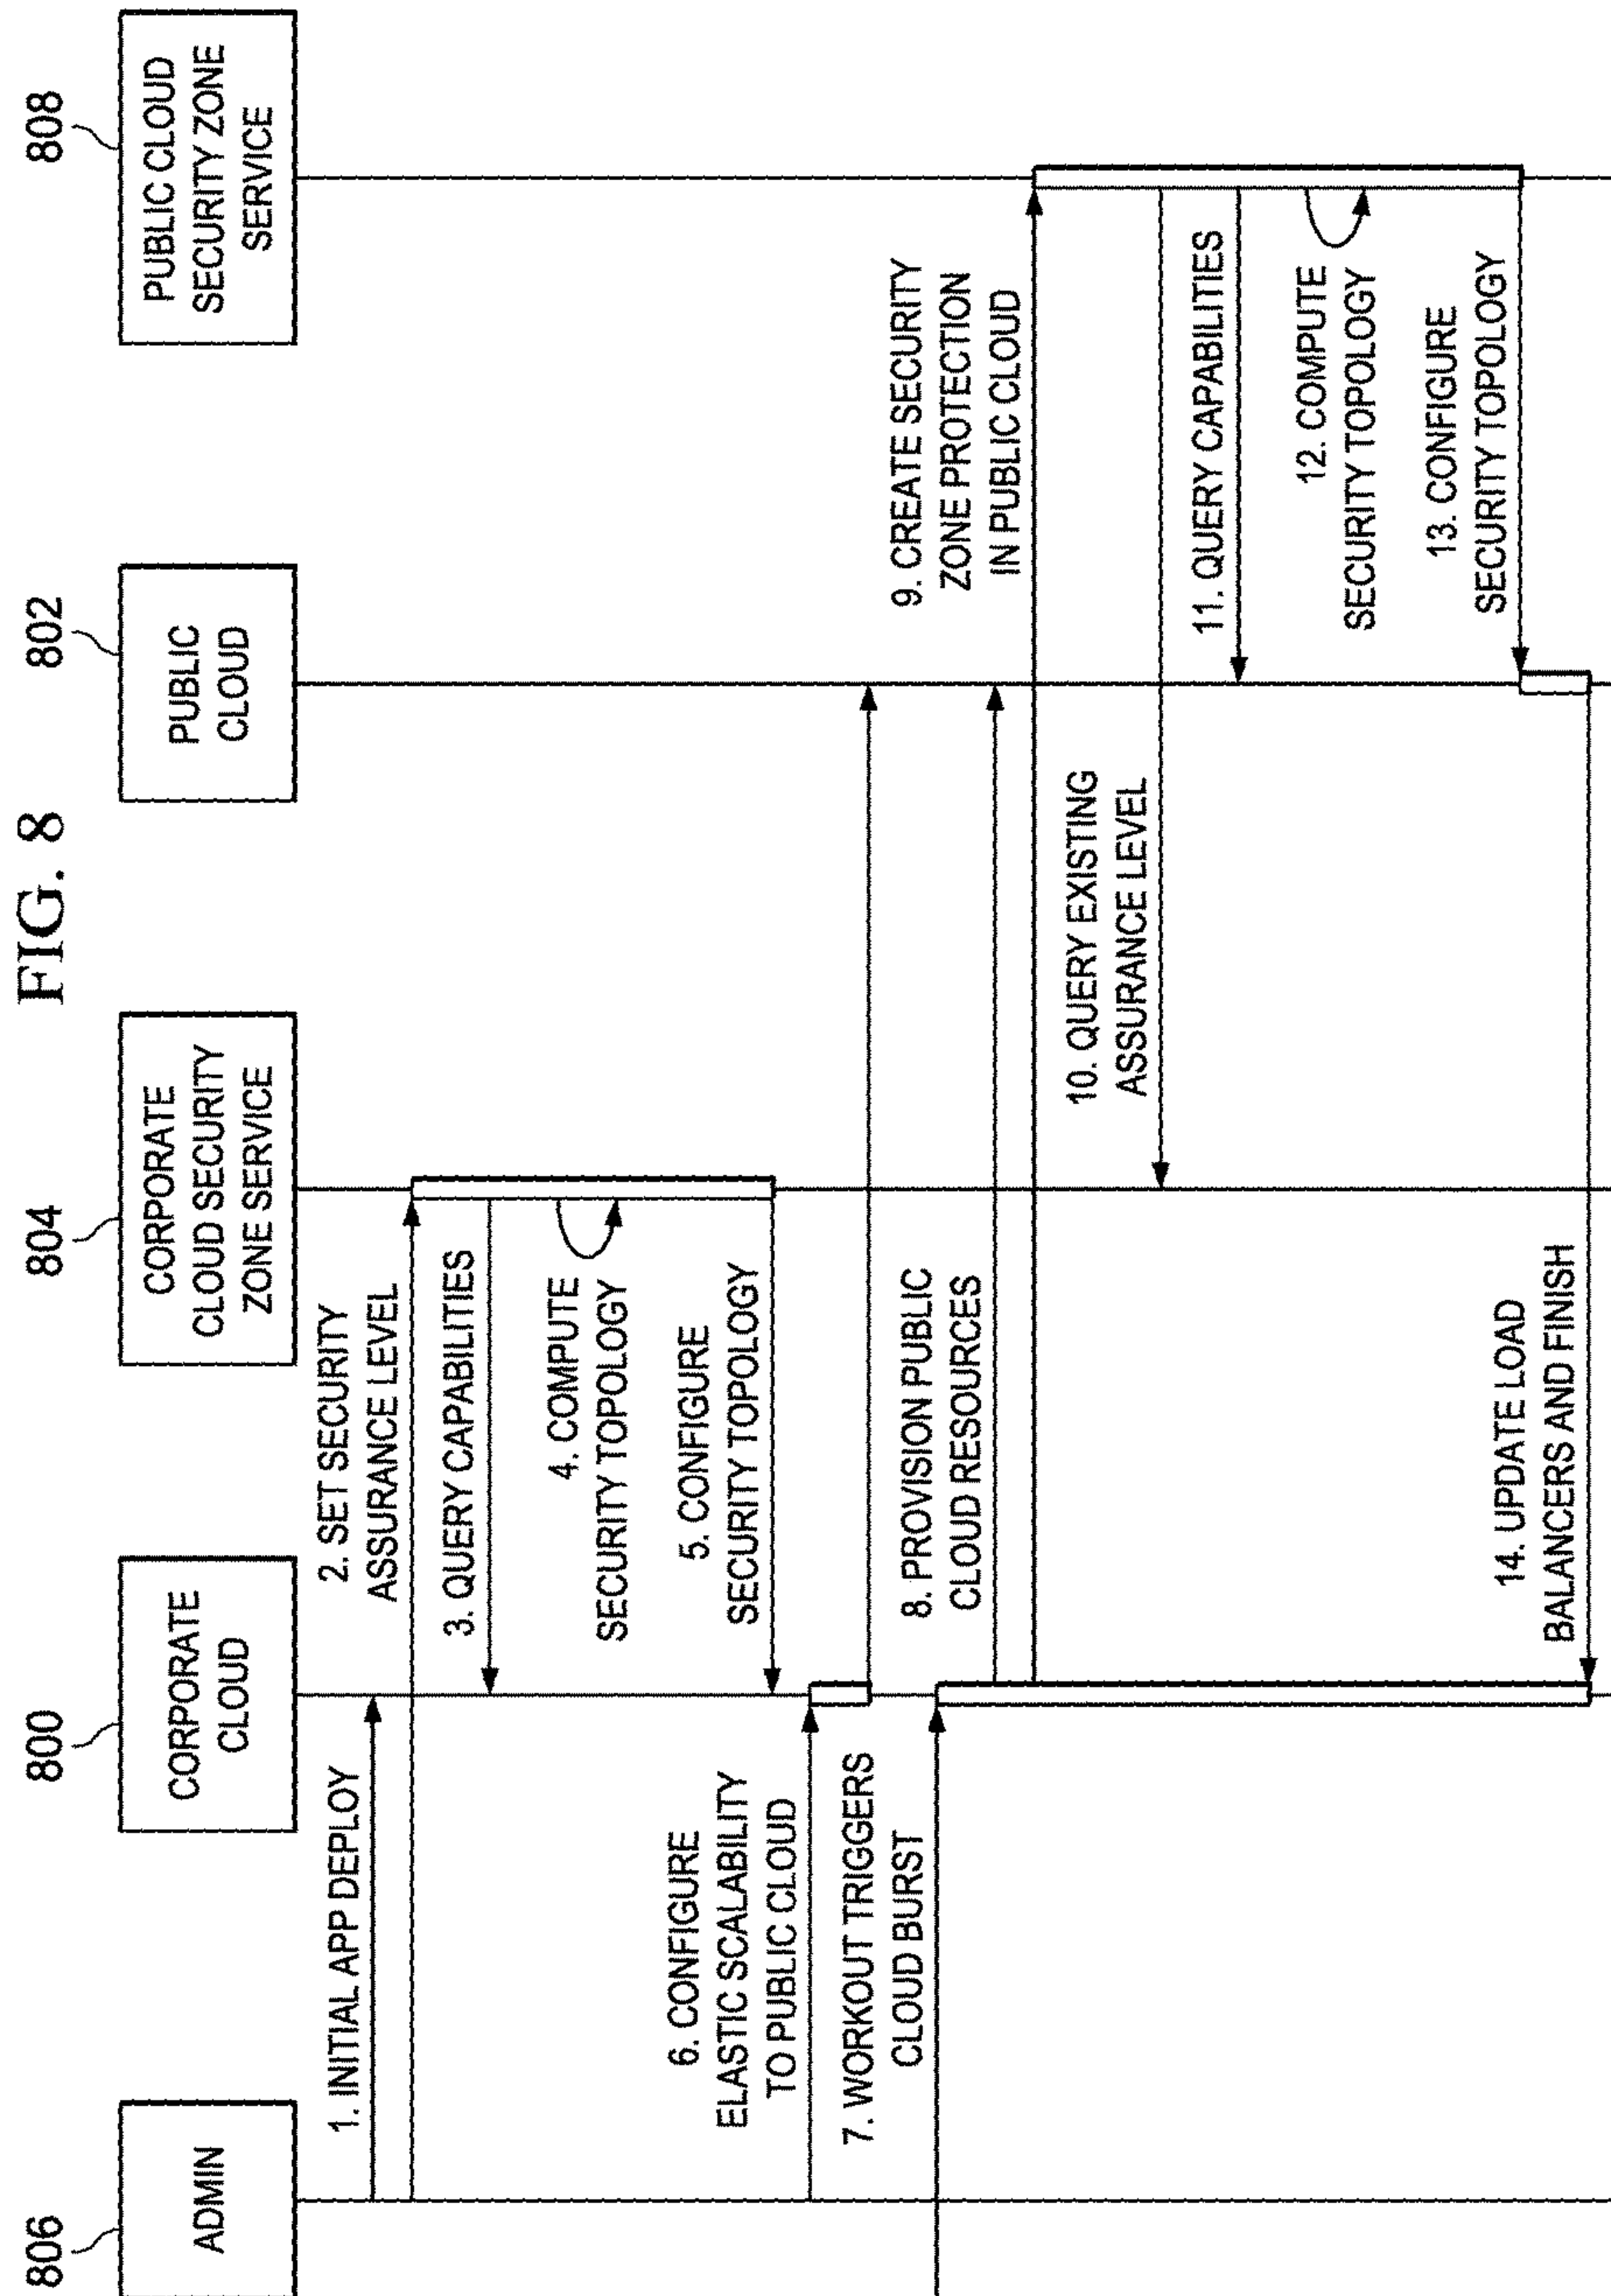 FIG. 8
806
ADMIN
800
CORPORATE
CLOUD
804
CORPORATE
CLOUD SECURITY
ZONE SERVICE
802
PUBLIC
CLOUD
808
PUBLIC CLOUD
SECURITY ZONE
SERVICE
1. INITIAL APP DEPLOY
2. SET SECURITY
ASSURANCE LEVEL
3. QUERY CAPABILITIES
4. COMPUTE
SECURITY TOPOLOGY
5. CONFIGURE
SECURITY TOPOLOGY
6. CONFIGURE
ELASTIC SCALABILITY
TO PUBLIC CLOUD
7. WORKOUT TRIGGERS
CLOUD BURST
8. PROVISION PUBLIC
CLOUD RESOURCES
9. CREATE SECURITY
ZONE PROTECTION
IN PUBLIC CLOUD
10. QUERY EXISTING
ASSURANCE LEVEL
11. QUERY CAPABILITIES
12. COMPUTE
SECURITY TOPOLOGY
13. CONFIGURE
SECURITY TOPOLOGY
14. UPDATE LOAD
BALANCERS AND FINISH